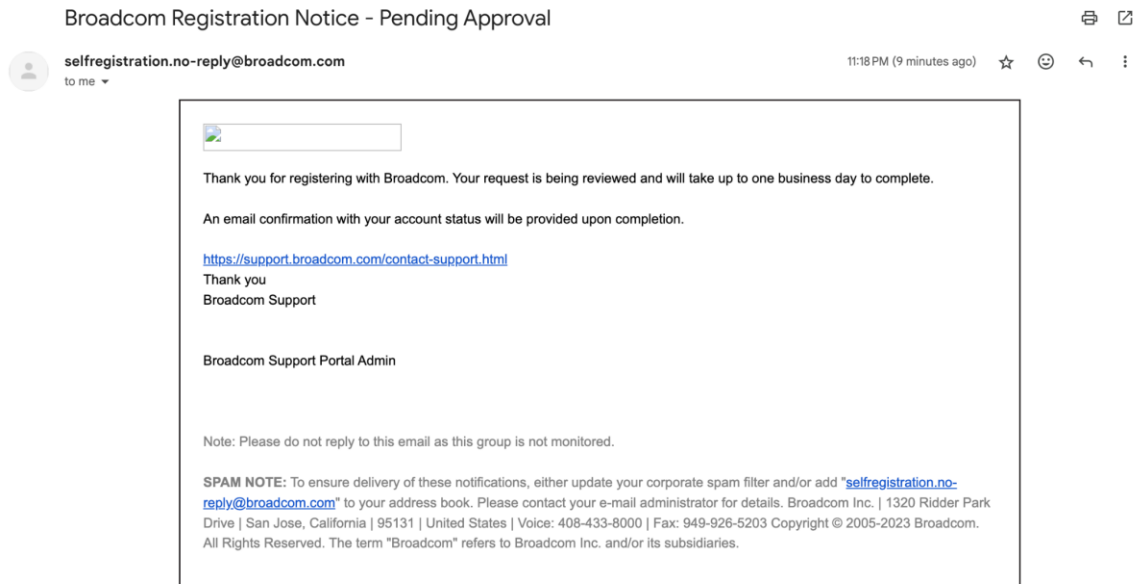 Broadcom Registration Notice - Pending Approval
selfregistration.no-reply@broadcom.com
11:18 PM (9 minutes ago)
to me
Thank you for registering with Broadcom. Your request is being reviewed and will take up to one business day to complete.
An email confirmation with your account status will be provided upon completion.
https://support.broadcom.com/contact-support.html
Thank you
Broadcom Support
Broadcom Support Portal Admin
Note: Please do not reply to this email as this group is not monitored.
SPAM NOTE: To ensure delivery of these notifications, either update your corporate spam filter and/or add "selfregistration.no-
reply@broadcom.com" to your address book. Please contact your e-mail administrator for details. Broadcom Inc. | 1320 Ridder Park
Drive | San Jose, California | 95131 | United States | Voice: 408-433-8000 | Fax: 949-926-5203 Copyright © 2005-2023 Broadcom.
All Rights Reserved. The term "Broadcom" refers to Broadcom Inc. and/or its subsidiaries.